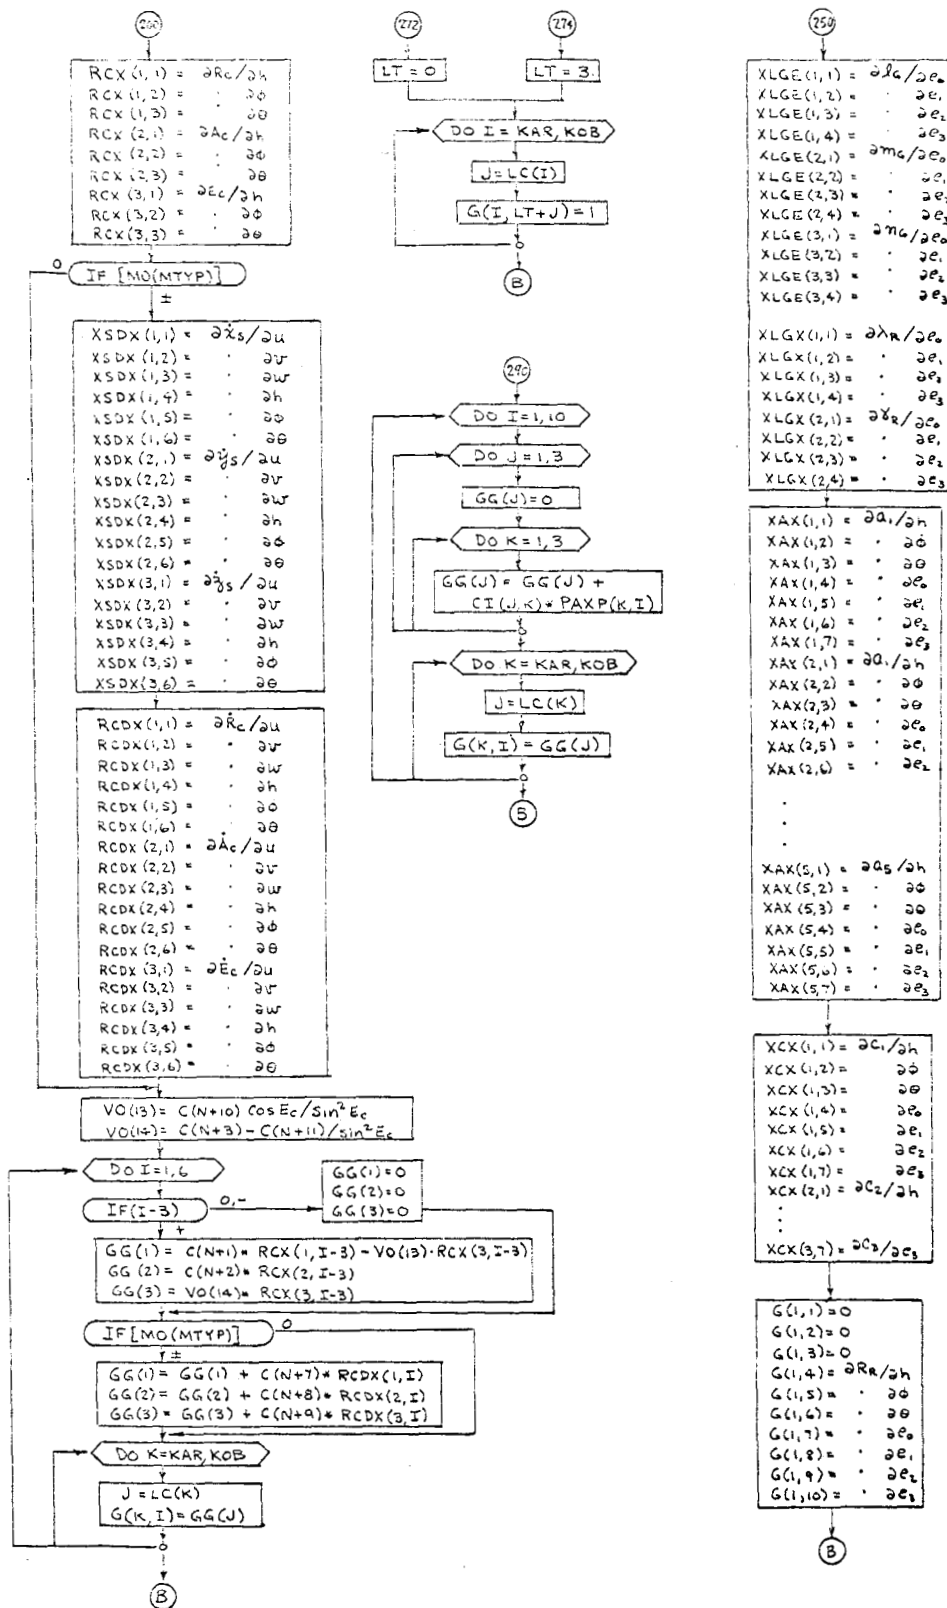 260
RCX(1,1) = ∂Rc/∂h
RCX(1,2) = " ∂φ
RCX(1,3) = " ∂θ
RCX(2,1) = ∂Ac/∂h
RCX(2,2) = " ∂φ
RCX(2,3) = " ∂θ
RCX(3,1) = ∂Ec/∂h
RCX(3,2) = " ∂φ
RCX(3,3) = " ∂θ
0
IF [MO(MTYP)]
±
XSDX(1,1) = ∂ẋs/∂u
XSDX(1,2) = " ∂v
XSDX(1,3) = " ∂w
XSDX(1,4) = " ∂h
XSDX(1,5) = " ∂φ
XSDX(1,6) = " ∂θ
XSDX(2,1) = ∂ẏs/∂u
XSDX(2,2) = " ∂v
XSDX(2,3) = " ∂w
XSDX(2,4) = " ∂h
XSDX(2,5) = " ∂φ
XSDX(2,6) = " ∂θ
XSDX(3,1) = ∂żs/∂u
XSDX(3,2) = " ∂v
XSDX(3,3) = " ∂w
XSDX(3,4) = " ∂h
XSDX(3,5) = " ∂φ
XSDX(3,6) = " ∂θ
RCDX(1,1) = ∂Ṙc/∂u
RCDX(1,2) = " ∂v
RCDX(1,3) = " ∂w
RCDX(1,4) = " ∂h
RCDX(1,5) = " ∂φ
RCDX(1,6) = " ∂θ
RCDX(2,1) = ∂Ȧc/∂u
RCDX(2,2) = " ∂v
RCDX(2,3) = " ∂w
RCDX(2,4) = " ∂h
RCDX(2,5) = " ∂φ
RCDX(2,6) = " ∂θ
RCDX(3,1) = ∂Ėc/∂u
RCDX(3,2) = " ∂v
RCDX(3,3) = " ∂w
RCDX(3,4) = " ∂h
RCDX(3,5) = " ∂φ
RCDX(3,6) = " ∂θ
VO(13) = C(N+10) cos Ec/sin² Ec
VO(14) = C(N+3) - C(N+11)/sin² Ec
DO I=1,6
IF(I-3)
0,-
GG(1)=0
GG(2)=0
GG(3)=0
+
GG(1) = C(N+1)* RCX(1,I-3) - VO(13)·RCX(3,I-3)
GG(2) = C(N+2)* RCX(2,I-3)
GG(3) = VO(14)* RCX(3,I-3)
IF[MO(MTYP)]
0
±
GG(1) = GG(1) + C(N+7)* RCDX(1,I)
GG(2) = GG(2) + C(N+8)* RCDX(2,I)
GG(3) = GG(3) + C(N+9)* RCDX(3,I)
DO K=KAR,KOB
J=LC(K)
G(K,I)=GG(J)
B
272
274
LT=0
LT=3
DO I=KAR,KOB
J=LC(I)
G(I,LT+J)=1
B
290
DO I=1,10
DO J=1,3
GG(J)=0
DO K=1,3
GG(J) = GG(J) +
CI(J,K)* PAXP(K,I)
DO K=KAR,KOB
J=LC(K)
G(K,I)=GG(J)
B
250
XLGE(1,1) = ∂lG/∂e₀
XLGE(1,2) = " ∂e₁
XLGE(1,3) = " ∂e₂
XLGE(1,4) = " ∂e₃
XLGE(2,1) = ∂mG/∂e₀
XLGE(2,2) = " ∂e₁
XLGE(2,3) = " ∂e₂
XLGE(2,4) = " ∂e₃
XLGE(3,1) = ∂nG/∂e₀
XLGE(3,2) = " ∂e₁
XLGE(3,3) = " ∂e₂
XLGE(3,4) = " ∂e₃
XLGX(1,1) = ∂λR/∂e₀
XLGX(1,2) = " ∂e₁
XLGX(1,3) = " ∂e₂
XLGX(1,4) = " ∂e₃
XLGX(2,1) = ∂γR/∂e₀
XLGX(2,2) = " ∂e₁
XLGX(2,3) = " ∂e₂
XLGX(2,4) = " ∂e₃
XAX(1,1) = ∂a₁/∂h
XAX(1,2) = " ∂φ
XAX(1,3) = " ∂θ
XAX(1,4) = " ∂e₀
XAX(1,5) = " ∂e₁
XAX(1,6) = " ∂e₂
XAX(1,7) = " ∂e₃
XAX(2,1) = ∂a₁/∂h
XAX(2,2) = " ∂φ
XAX(2,3) = " ∂θ
XAX(2,4) = " ∂e₀
XAX(2,5) = " ∂e₁
XAX(2,6) = " ∂e₂
.
.
.
XAX(5,1) = ∂a₅/∂h
XAX(5,2) = " ∂φ
XAX(5,3) = " ∂θ
XAX(5,4) = " ∂e₀
XAX(5,5) = " ∂e₁
XAX(5,6) = " ∂e₂
XAX(5,7) = " ∂e₃
XCX(1,1) = ∂C₁/∂h
XCX(1,2) = ∂φ
XCX(1,3) = ∂θ
XCX(1,4) = ∂e₀
XCX(1,5) = ∂e₁
XCX(1,6) = ∂e₂
XCX(1,7) = ∂e₃
XCX(2,1) = ∂C₂/∂h
.
.
.
XCX(3,7) = ∂C₃/∂e₃
G(1,1)=0
G(1,2)=0
G(1,3)=0
G(1,4) = ∂RR/∂h
G(1,5) = " ∂φ
G(1,6) = " ∂θ
G(1,7) = " ∂e₀
G(1,8) = " ∂e₁
G(1,9) = " ∂e₂
G(1,10) = " ∂e₃
B